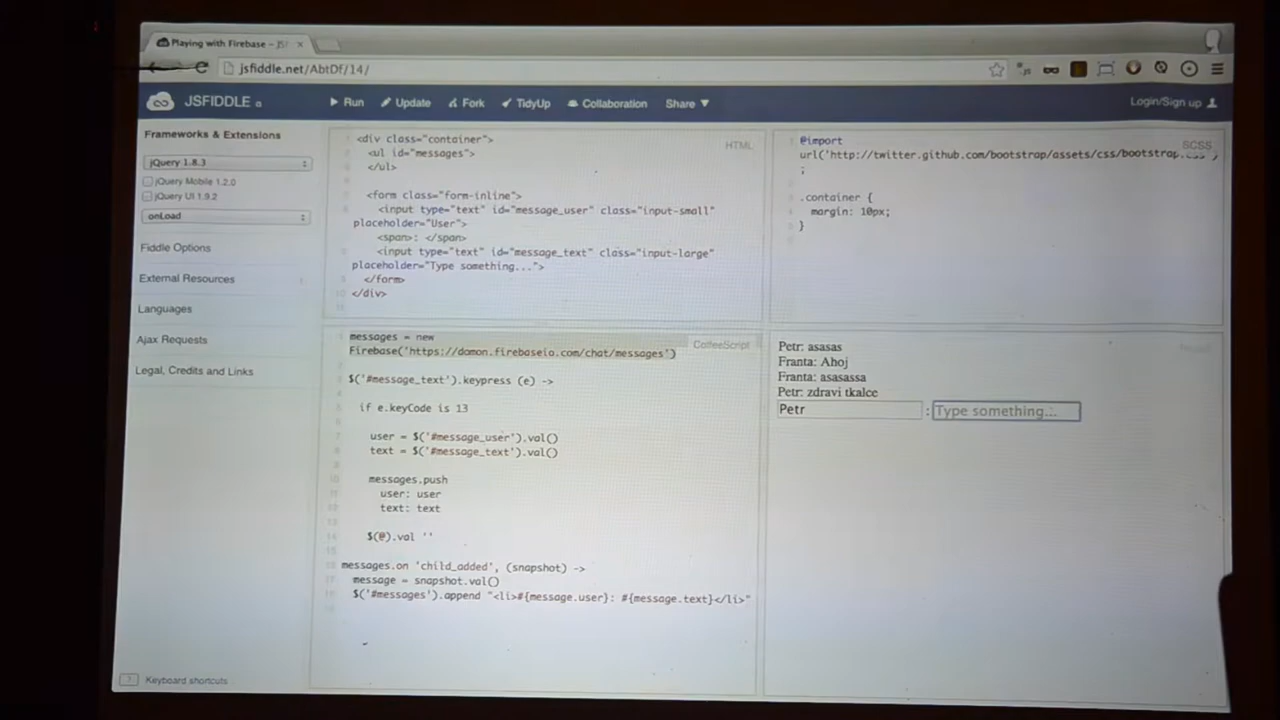 Playing with Firebase - JSF
jsfiddle.net/AbtDf/14/
JSFIDDLE α
Run
Update
Fork
TidyUp
Collaboration
Share
Login/Sign up
Frameworks & Extensions
jQuery 1.8.3
jQuery Mobile 1.2.0
jQuery UI 1.9.2
onLoad
Fiddle Options
External Resources
Languages
Ajax Requests
Legal, Credits and Links
Keyboard shortcuts
HTML
<div class="container">
<ul id="messages">
</ul>
<form class="form-inline">
<input type="text" id="message_user" class="input-small"
placeholder="User">
<span>: </span>
<input type="text" id="message_text" class="input-large"
placeholder="Type something...">
</form>
</div>
SCSS
@import
url('http://twitter.github.com/bootstrap/assets/css/bootstrap.css')
;
.container {
margin: 10px;
}
CoffeeScript
messages = new
Firebase('https://damon.firebaseio.com/chat/messages')
$('#message_text').keypress (e) ->
if e.keyCode is 13
user = $('#message_user').val()
text = $('#message_text').val()
messages.push
user: user
text: text
$(@).val ''
messages.on 'child_added', (snapshot) ->
message = snapshot.val()
$('#messages').append "<li>#{message.user}: #{message.text}</li>"
Petr: asasas
Franta: Ahoj
Franta: asasassa
Petr: zdravi tkalce
Petr : Type something...